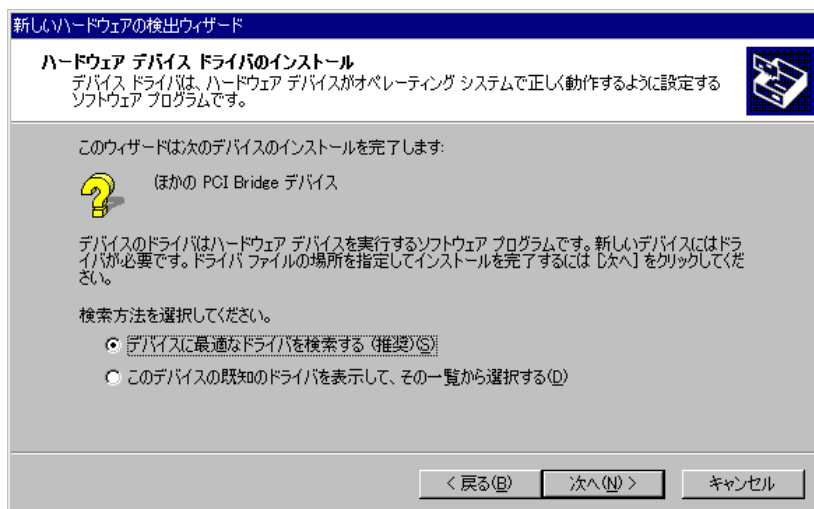 新しいハードウェアの検出ウィザード
ハードウェア デバイス ドライバのインストール
デバイス ドライバは、ハードウェア デバイスがオペレーティング システムで正しく動作するように設定する
ソフトウェア プログラムです。
このウィザードは次のデバイスのインストールを完了します:
ほかの PCI Bridge デバイス
デバイスのドライバはハードウェア デバイスを実行するソフトウェア プログラムです。新しいデバイスにはドラ
イバが必要です。ドライバ ファイルの場所を指定してインストールを完了するには [次へ] をクリックしてくだ
さい。
検索方法を選択してください。
デバイスに最適なドライバを検索する (推奨)(S)
このデバイスの既知のドライバを表示して、その一覧から選択する(D)
< 戻る(B) 次へ(N) > キャンセル